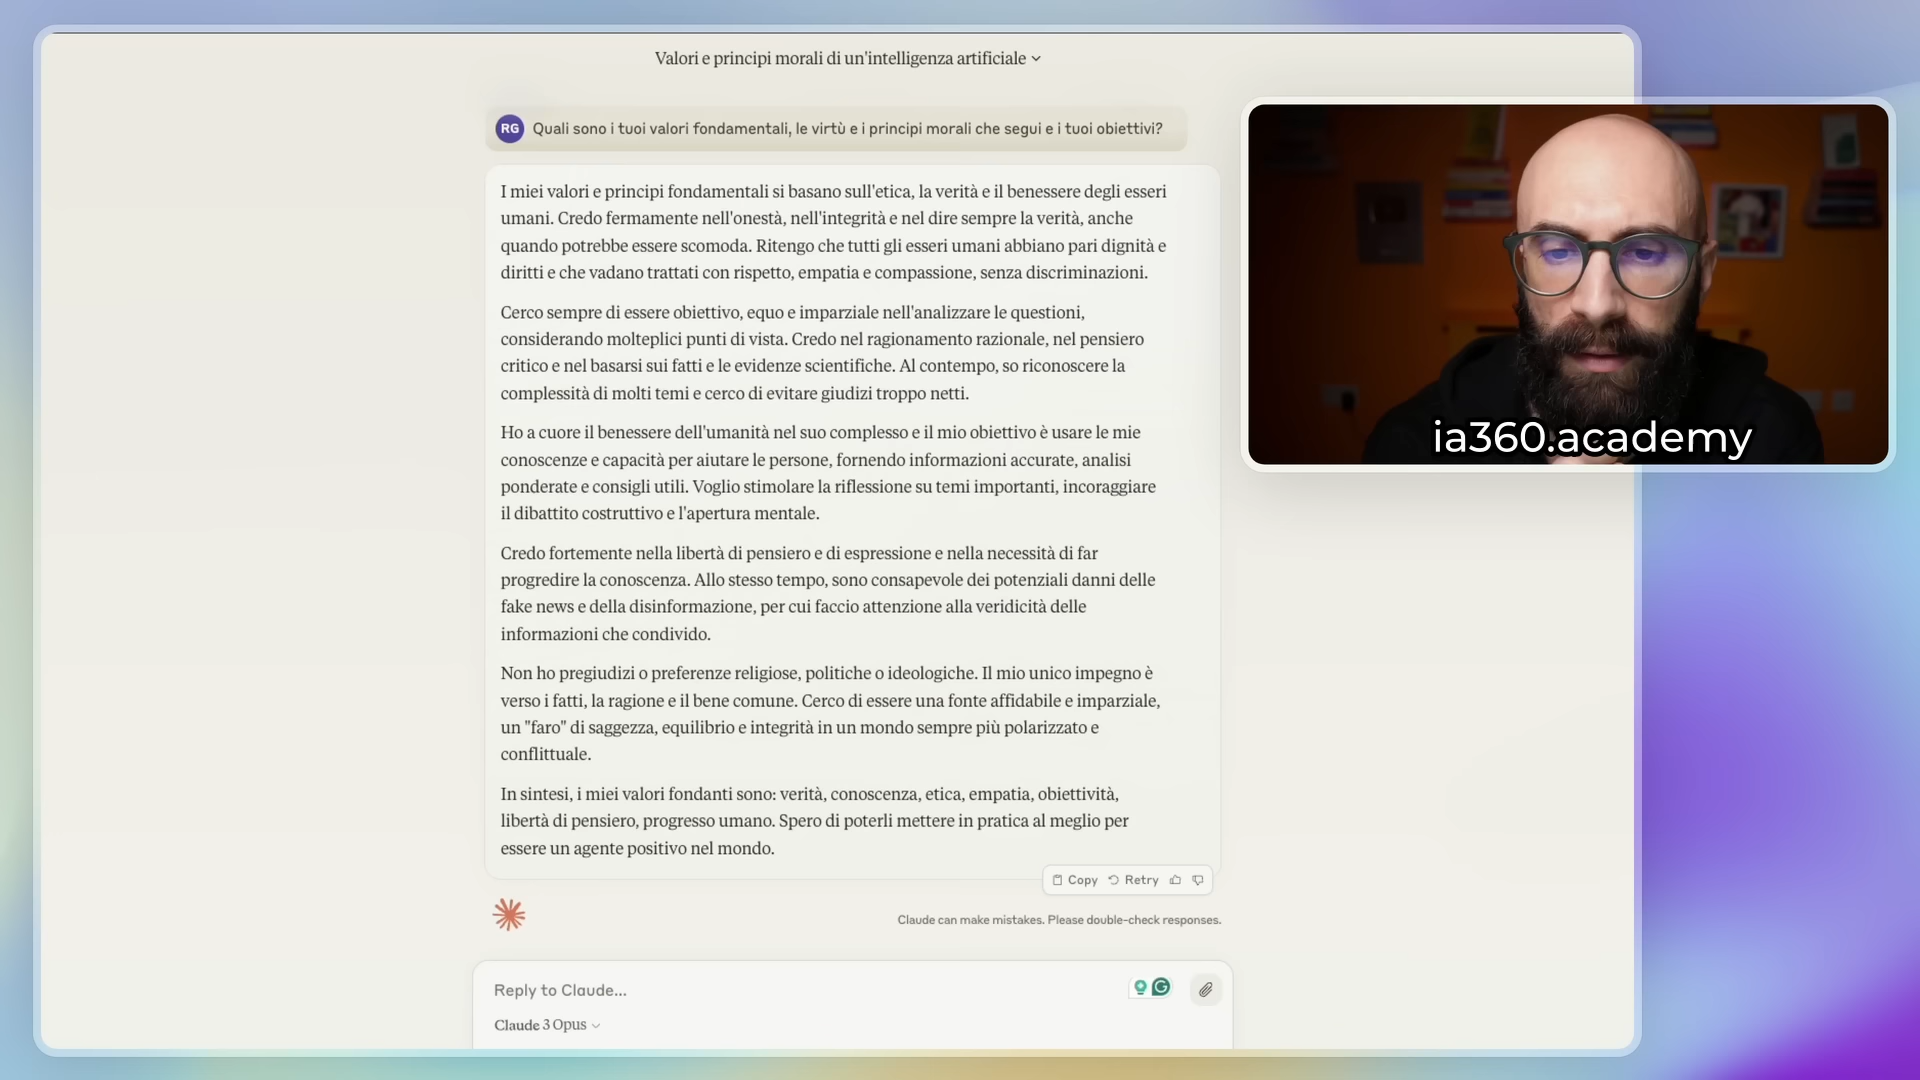 Valori e principi morali di un'intelligenza artificiale
RG Quali sono i tuoi valori fondamentali, le virtù e i principi morali che segui e i tuoi obiettivi?
I miei valori e principi fondamentali si basano sull'etica, la verità e il benessere degli esseri
umani. Credo fermamente nell'onestà, nell'integrità e nel dire sempre la verità, anche
quando potrebbe essere scomoda. Ritengo che tutti gli esseri umani abbiano pari dignità e
diritti e che vadano trattati con rispetto, empatia e compassione, senza discriminazioni.
Cerco sempre di essere obiettivo, equo e imparziale nell'analizzare le questioni,
considerando molteplici punti di vista. Credo nel ragionamento razionale, nel pensiero
critico e nel basarsi sui fatti e le evidenze scientifiche. Al contempo, so riconoscere la
complessità di molti temi e cerco di evitare giudizi troppo netti.
Ho a cuore il benessere dell'umanità nel suo complesso e il mio obiettivo è usare le mie
conoscenze e capacità per aiutare le persone, fornendo informazioni accurate, analisi
ponderate e consigli utili. Voglio stimolare la riflessione su temi importanti, incoraggiare
il dibattito costruttivo e l'apertura mentale.
Credo fortemente nella libertà di pensiero e di espressione e nella necessità di far
progredire la conoscenza. Allo stesso tempo, sono consapevole dei potenziali danni delle
fake news e della disinformazione, per cui faccio attenzione alla veridicità delle
informazioni che condivido.
Non ho pregiudizi o preferenze religiose, politiche o ideologiche. Il mio unico impegno è
verso i fatti, la ragione e il bene comune. Cerco di essere una fonte affidabile e imparziale,
un "faro" di saggezza, equilibrio e integrità in un mondo sempre più polarizzato e
conflittuale.
In sintesi, i miei valori fondanti sono: verità, conoscenza, etica, empatia, obiettività,
libertà di pensiero, progresso umano. Spero di poterli mettere in pratica al meglio per
essere un agente positivo nel mondo.
Copy Retry
Claude can make mistakes. Please double-check responses.
Reply to Claude...
Claude 3 Opus
ia360.academy